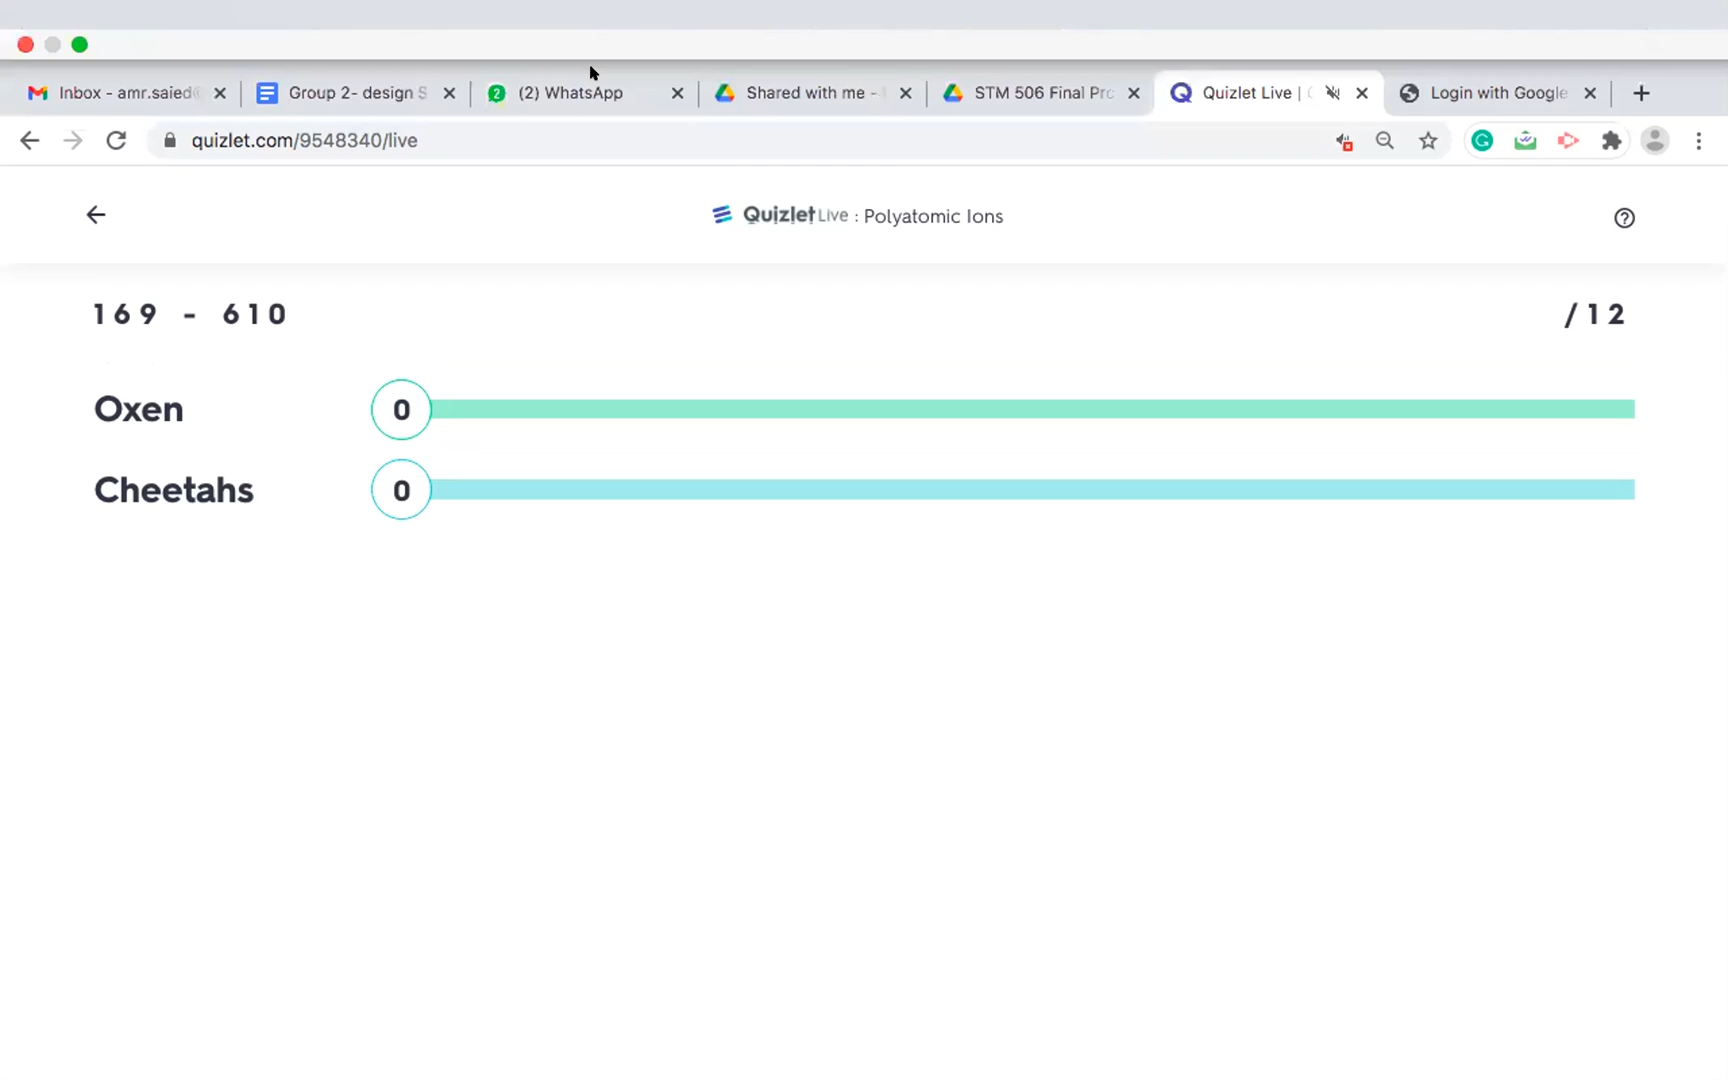 Inbox - amr.saied
Group 2- design S
(2) WhatsApp
Shared with me -
STM 506 Final Pro
Quizlet Live |
Login with Google
quizlet.com/9548340/live
Quizlet Live : Polyatomic Ions
169 - 610
/12
Oxen
0
Cheetahs
0